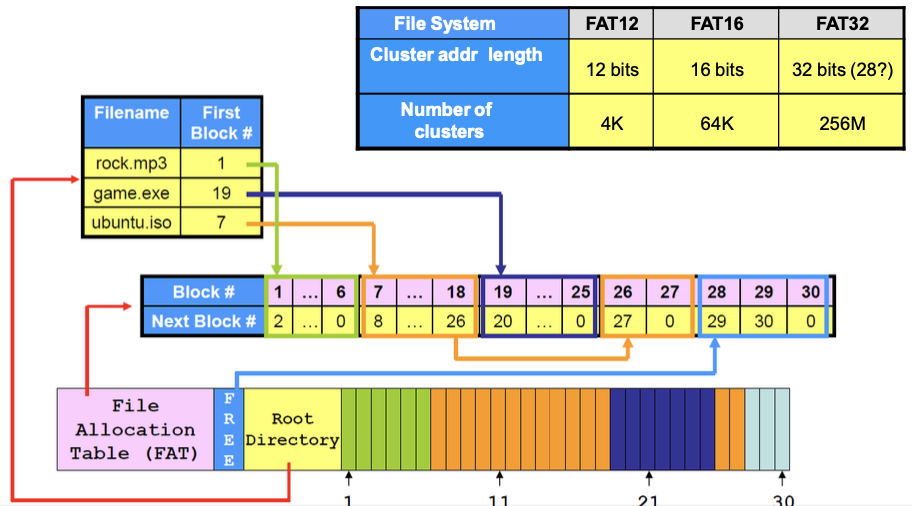 File System FAT12 FAT16 FAT32
Cluster addr length 12 bits 16 bits 32 bits (28?)
Number of
clusters 4K 64K 256M
Filename First
Block #
rock.mp3 1
game.exe 19
ubuntu.iso 7
Block # 1 ... 6 7 ... 18 19 ... 25 26 27 28 29 30
Next Block # 2 ... 0 8 ... 26 20 ... 0 27 0 29 30 0
File
Allocation
Table (FAT)
F
R
E
E
Root
Directory
1 11 21 30